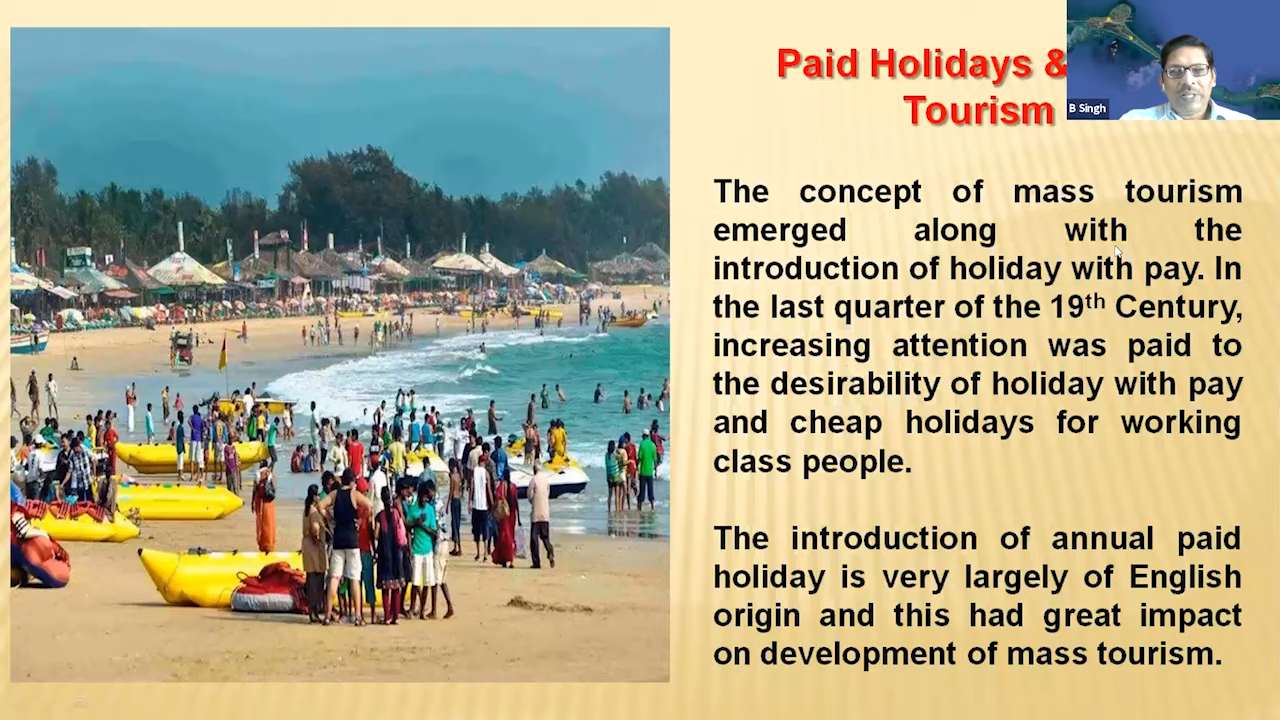 Paid Holidays &
Tourism
B Singh
The concept of mass tourism
emerged along with the
introduction of holiday with pay. In
the last quarter of the 19th Century,
increasing attention was paid to
the desirability of holiday with pay
and cheap holidays for working
class people.
The introduction of annual paid
holiday is very largely of English
origin and this had great impact
on development of mass tourism.